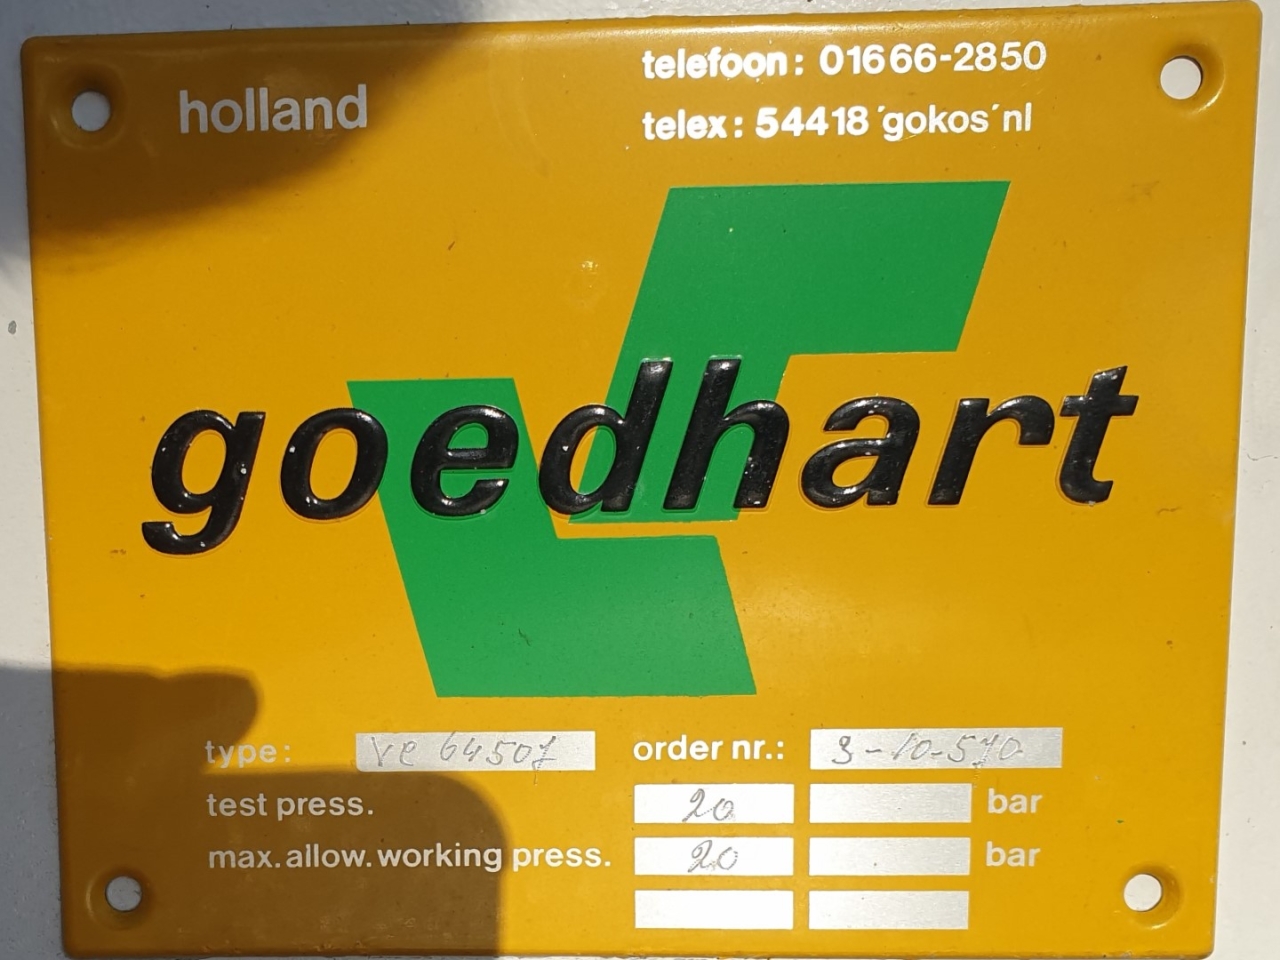 holland
telefoon: 01666-2850
telex: 54418 'gokos' nl
goedhart
type: VC 64507 order nr.: 3-10-570
test press. 20 bar
max. allow. working press. 20 bar